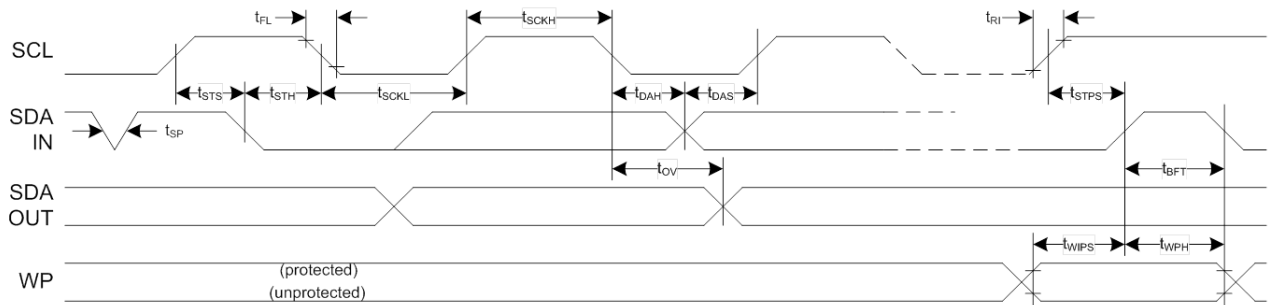 tFL
tSCKH
tRI
SCL
tSTS
tSTH
tSCKL
tDAH
tDAS
tSTPS
SDA
IN
tSP
tOV
tBFT
SDA
OUT
tWIPS
tWPH
WP
(protected)
(unprotected)